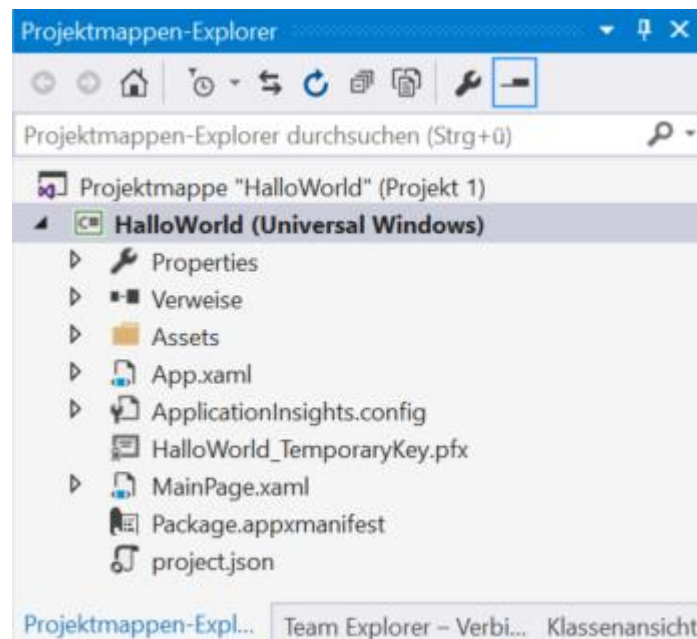 Projektmappen-Explorer
Projektmappen-Explorer durchsuchen (Strg+ü)
Projektmappe "HalloWorld" (Projekt 1)
C# HalloWorld (Universal Windows)
Properties
Verweise
Assets
App.xaml
ApplicationInsights.config
HalloWorld_TemporaryKey.pfx
MainPage.xaml
Package.appxmanifest
project.json
Projektmappen-Expl... Team Explorer – Verbi... Klassenansicht